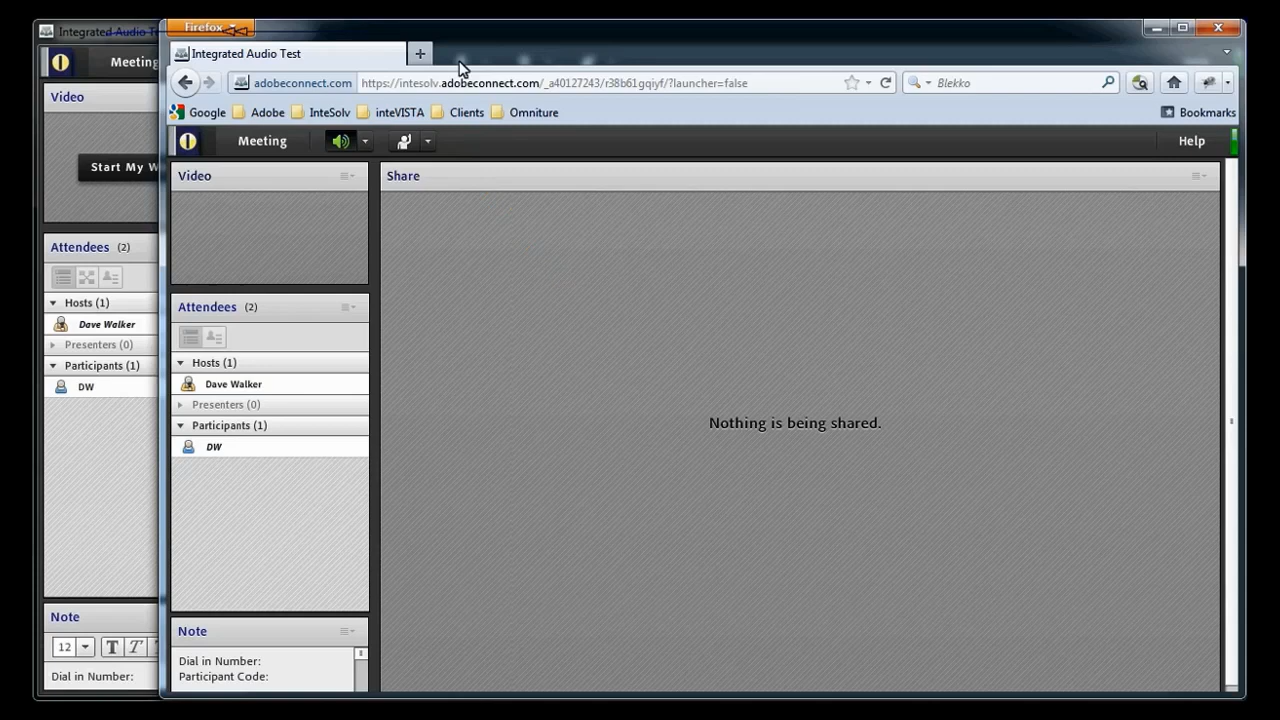 Integrated Audio Te
Meeting
Video
Start My W
Attendees (2)
Hosts (1)
Dave Walker
Presenters (0)
Participants (1)
DW
Note
12
T T
Dial in Number:
Firefox
Integrated Audio Test
adobeconnect.com https://intesolv.adobeconnect.com/_a40127243/r38b61gqiyf/?launcher=false Blekko
Google Adobe InteSolv inteVISTA Clients Omniture Bookmarks
Meeting Help
Video
Share
Attendees (2)
Hosts (1)
Dave Walker
Presenters (0)
Participants (1)
DW
Nothing is being shared.
Note
Dial in Number:
Participant Code: